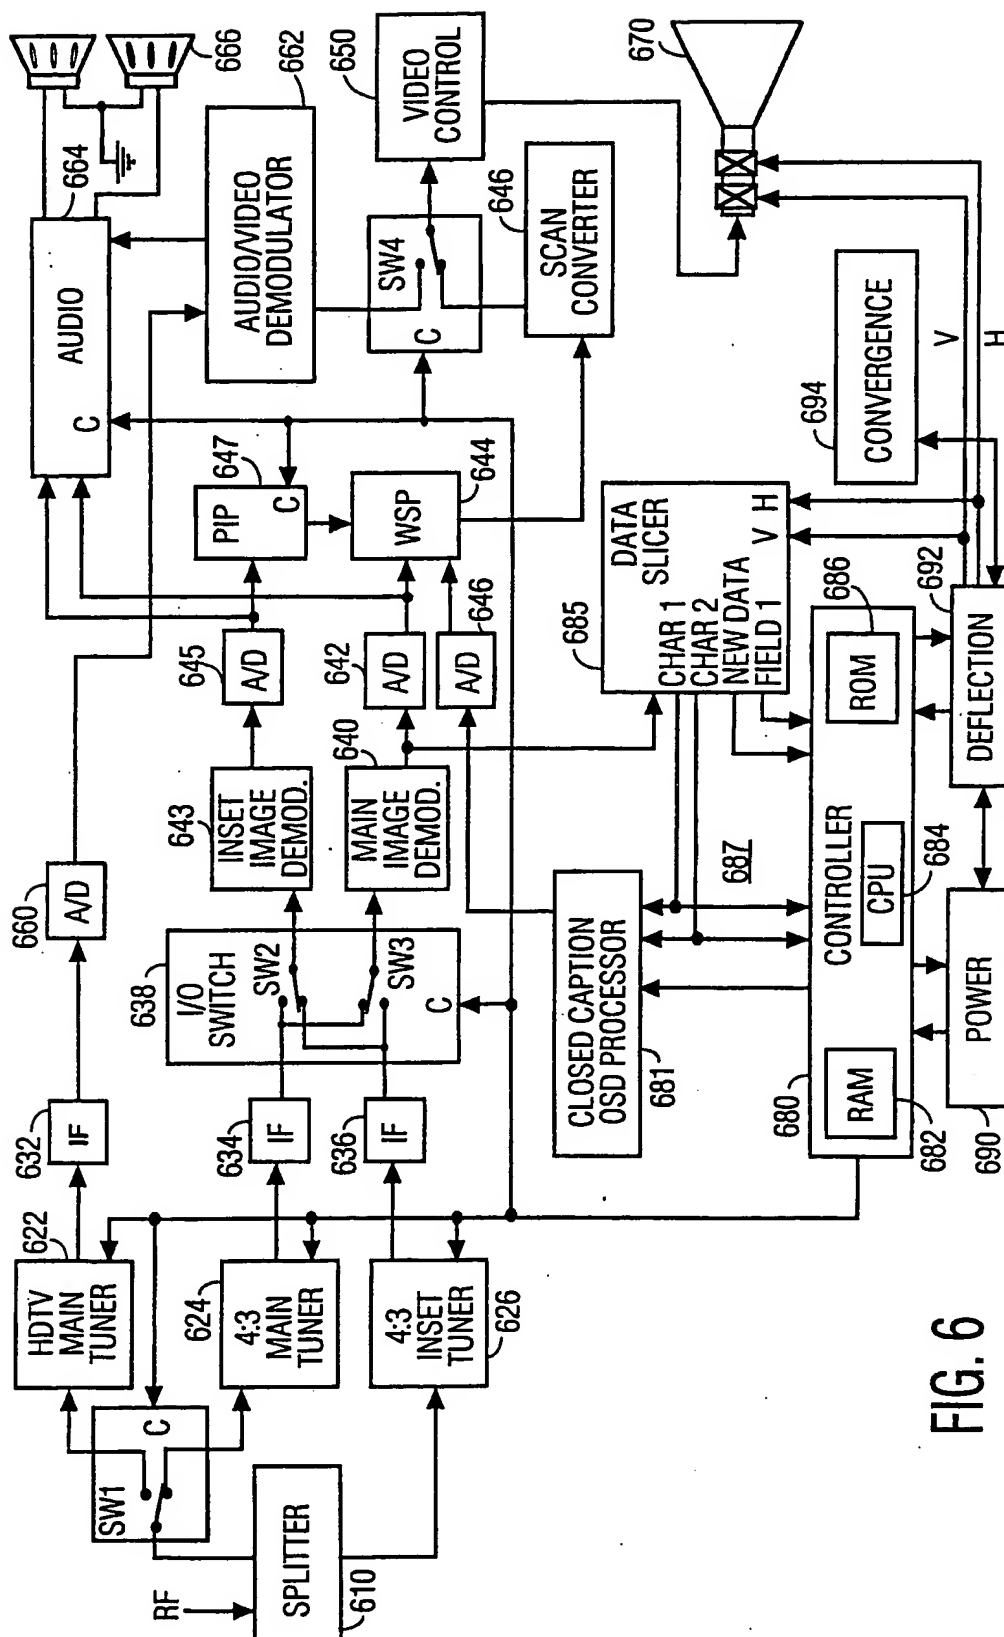 RF
SPLITTER
610
SW1
C
HDTV
MAIN
TUNER
622
4:3
MAIN
TUNER
624
4:3
INSET
TUNER
626
IF
632
IF
634
IF
636
A/D
660
I/O
SWITCH
638
SW2
SW3
C
INSET
IMAGE
DEMOD.
643
MAIN
IMAGE
DEMOD.
640
A/D
645
A/D
642
A/D
646
PIP
C
647
WSP
644
AUDIO
C
664
666
AUDIO/VIDEO
DEMODULATOR
662
SW4
C
VIDEO
CONTROL
650
SCAN
CONVERTER
646
670
CLOSED CAPTION
OSD PROCESSOR
681
DATA
SLICER
685
CHAR 1
CHAR 2
NEW DATA
FIELD 1
V H
687
CONTROLLER
680
RAM
682
CPU
684
ROM
686
POWER
690
DEFLECTION
692
CONVERGENCE
694
V
H
FIG. 6